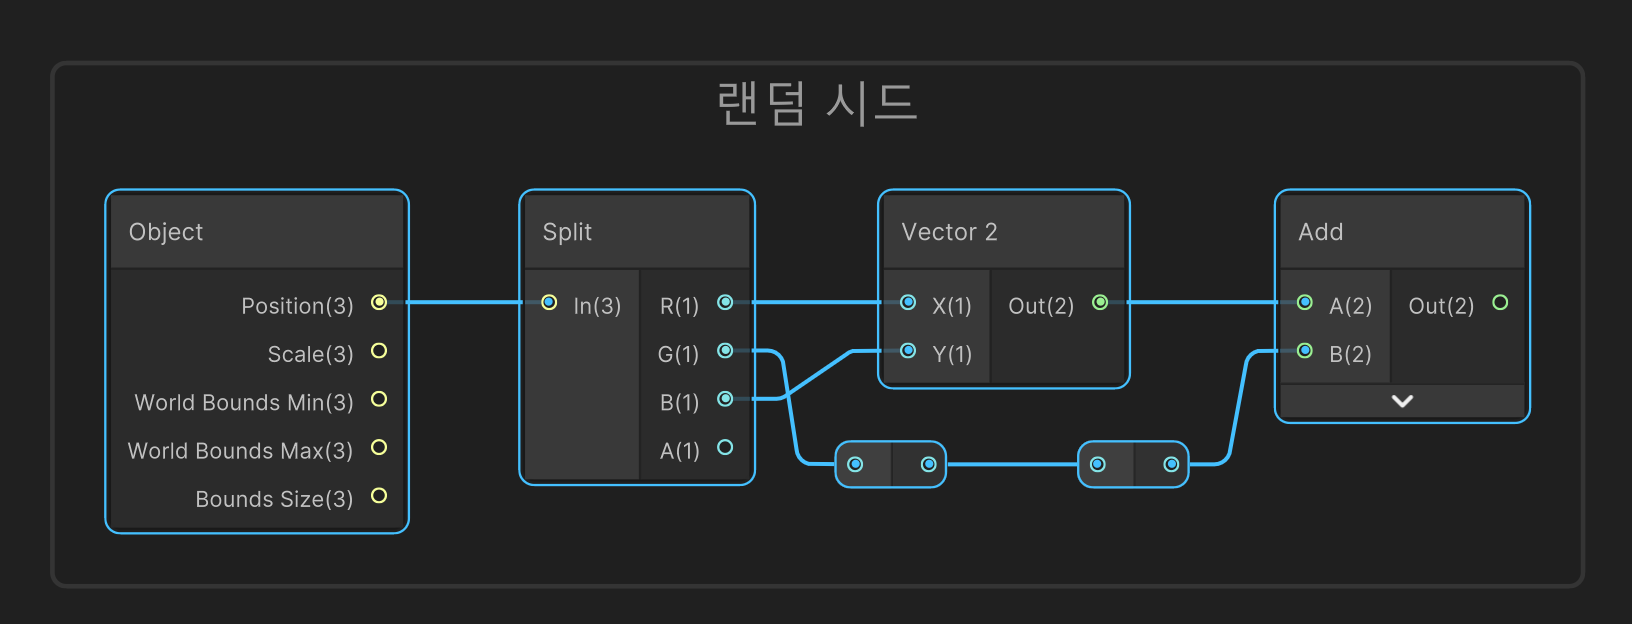 랜덤 시드
Object
Position(3)
Scale(3)
World Bounds Min(3)
World Bounds Max(3)
Bounds Size(3)
Split
In(3)
R(1)
G(1)
B(1)
A(1)
Vector 2
X(1)
Out(2)
Y(1)
Add
A(2)
Out(2)
B(2)